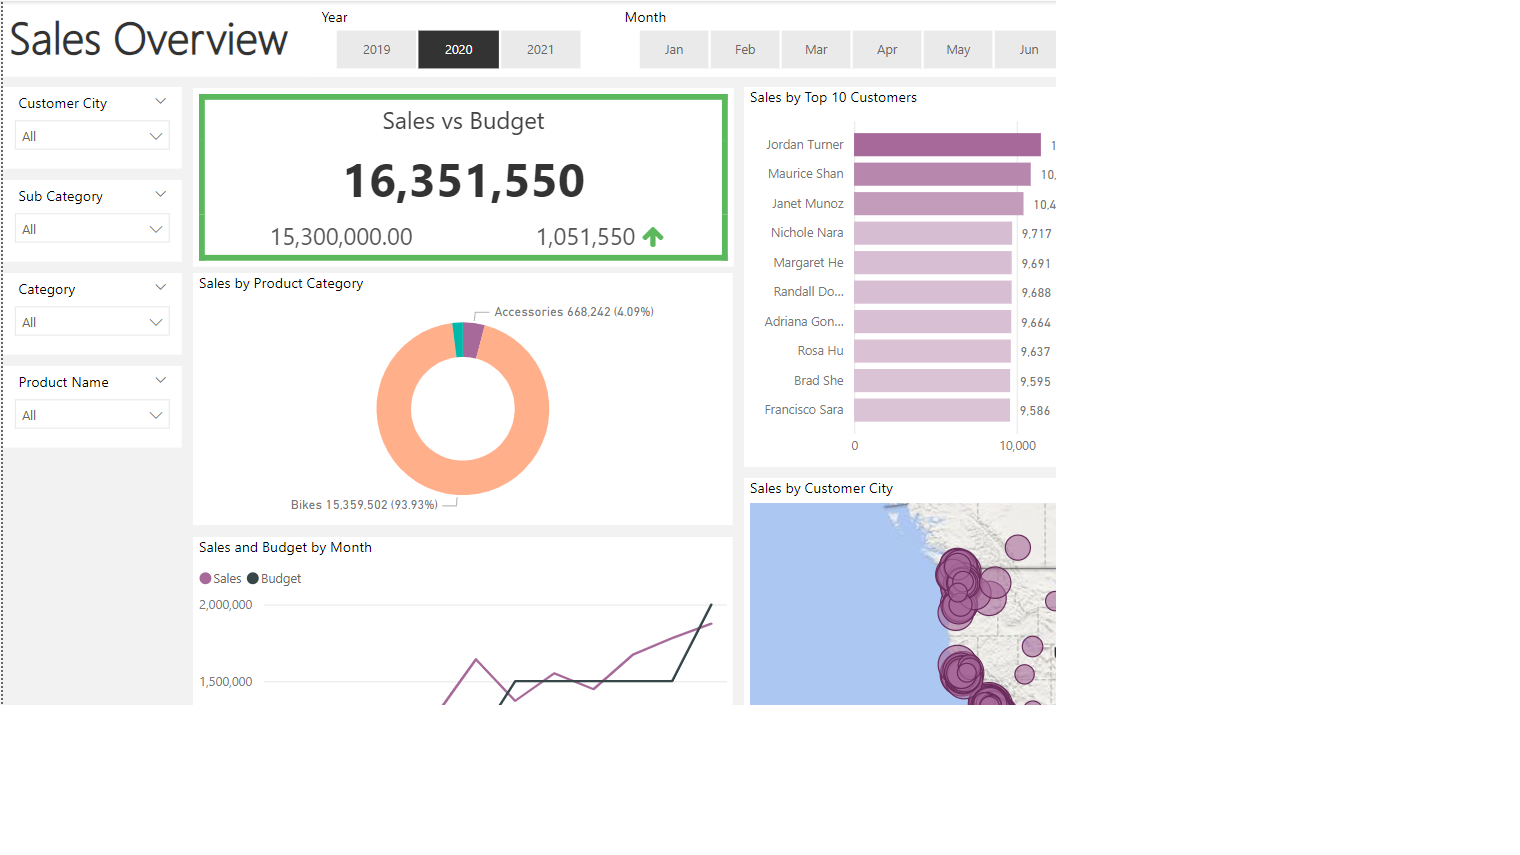 Sales Overview
Year
2019 2020 2021
Month
Jan Feb Mar Apr May Jun
Customer City
All
Sub Category
All
Category
All
Product Name
All
Sales vs Budget
16,351,550
15,300,000.00 1,051,550
Sales by Product Category
Accessories 668,242 (4.09%)
Bikes 15,359,502 (93.93%)
Sales and Budget by Month
Sales Budget
2,000,000
1,500,000
Sales by Top 10 Customers
Jordan Turner 1
Maurice Shan 10,
Janet Munoz 10,4
Nichole Nara 9,717
Margaret He 9,691
Randall Do... 9,688
Adriana Gon... 9,664
Rosa Hu 9,637
Brad She 9,595
Francisco Sara 9,586
0 10,000
Sales by Customer City